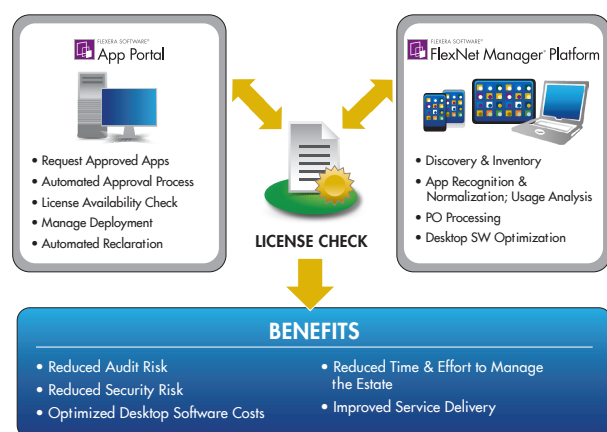 FLEXERA SOFTWARE®
App Portal
• Request Approved Apps
• Automated Approval Process
• License Availability Check
• Manage Deployment
• Automated Reclaration
LICENSE CHECK
FLEXERA SOFTWARE®
FlexNet Manager® Platform
• Discovery & Inventory
• App Recognition &
Normalization; Usage Analysis
• PO Processing
• Desktop SW Optimization
BENEFITS
• Reduced Audit Risk
• Reduced Security Risk
• Optimized Desktop Software Costs
• Reduced Time & Effort to Manage
the Estate
• Improved Service Delivery